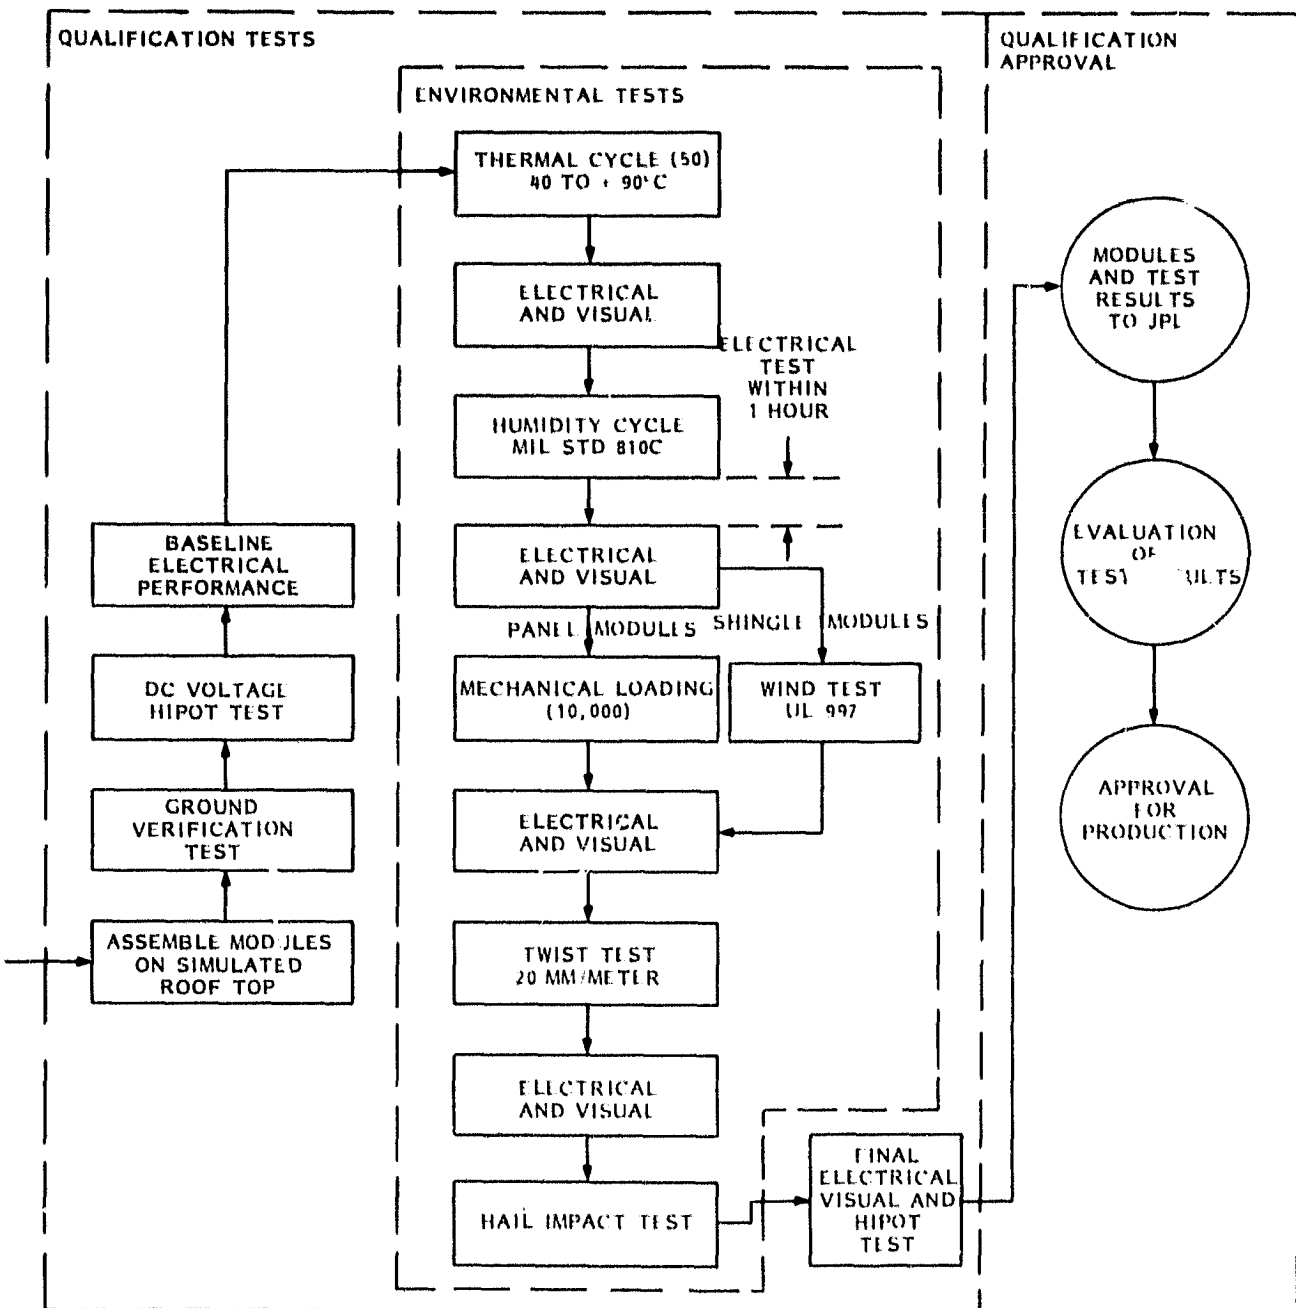 QUALIFICATION TESTS
QUALIFICATION
APPROVAL
ENVIRONMENTAL TESTS
THERMAL CYCLE (50)
40 TO + 90°C
ELECTRICAL
AND VISUAL
ELECTRICAL
TEST
WITHIN
1 HOUR
HUMIDITY CYCLE
MIL STD 810C
ELECTRICAL
AND VISUAL
PANEL MODULES
SHINGLE MODULES
MECHANICAL LOADING
(10,000)
WIND TEST
UL 997
ELECTRICAL
AND VISUAL
TWIST TEST
20 MM/METER
ELECTRICAL
AND VISUAL
HAIL IMPACT TEST
FINAL
ELECTRICAL
VISUAL AND
HIPOT
TEST
BASELINE
ELECTRICAL
PERFORMANCE
DC VOLTAGE
HIPOT TEST
GROUND
VERIFICATION
TEST
ASSEMBLE MODULES
ON SIMULATED
ROOF TOP
MODULES
AND TEST
RESULTS
TO JPL
EVALUATION
OF
TEST RESULTS
APPROVAL
FOR
PRODUCTION